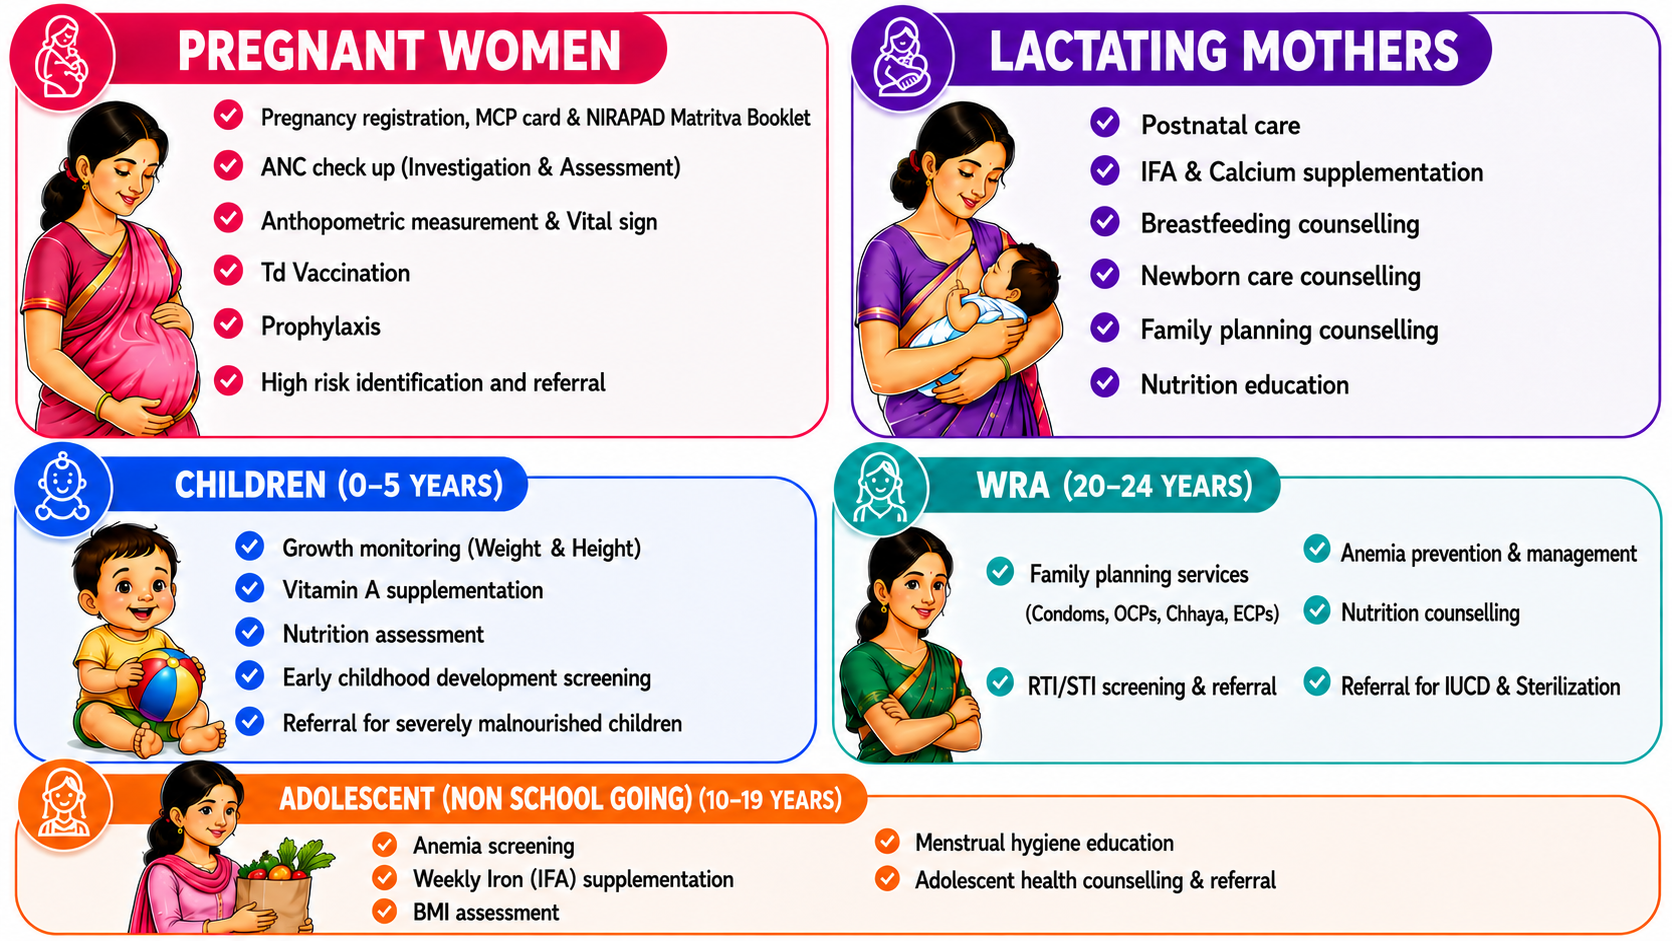 PREGNANT WOMEN
Pregnancy registration, MCP card & NIRAPAD Matritva Booklet
ANC check up (Investigation & Assessment)
Anthopometric measurement & Vital sign
Td Vaccination
Prophylaxis
High risk identification and referral
LACTATING MOTHERS
Postnatal care
IFA & Calcium supplementation
Breastfeeding counselling
Newborn care counselling
Family planning counselling
Nutrition education
CHILDREN (0–5 YEARS)
Growth monitoring (Weight & Height)
Vitamin A supplementation
Nutrition assessment
Early childhood development screening
Referral for severely malnourished children
WRA (20–24 YEARS)
Family planning services
(Condoms, OCPs, Chhaya, ECPs)
RTI/STI screening & referral
Anemia prevention & management
Nutrition counselling
Referral for IUCD & Sterilization
ADOLESCENT (NON SCHOOL GOING) (10–19 YEARS)
Anemia screening
Weekly Iron (IFA) supplementation
BMI assessment
Menstrual hygiene education
Adolescent health counselling & referral